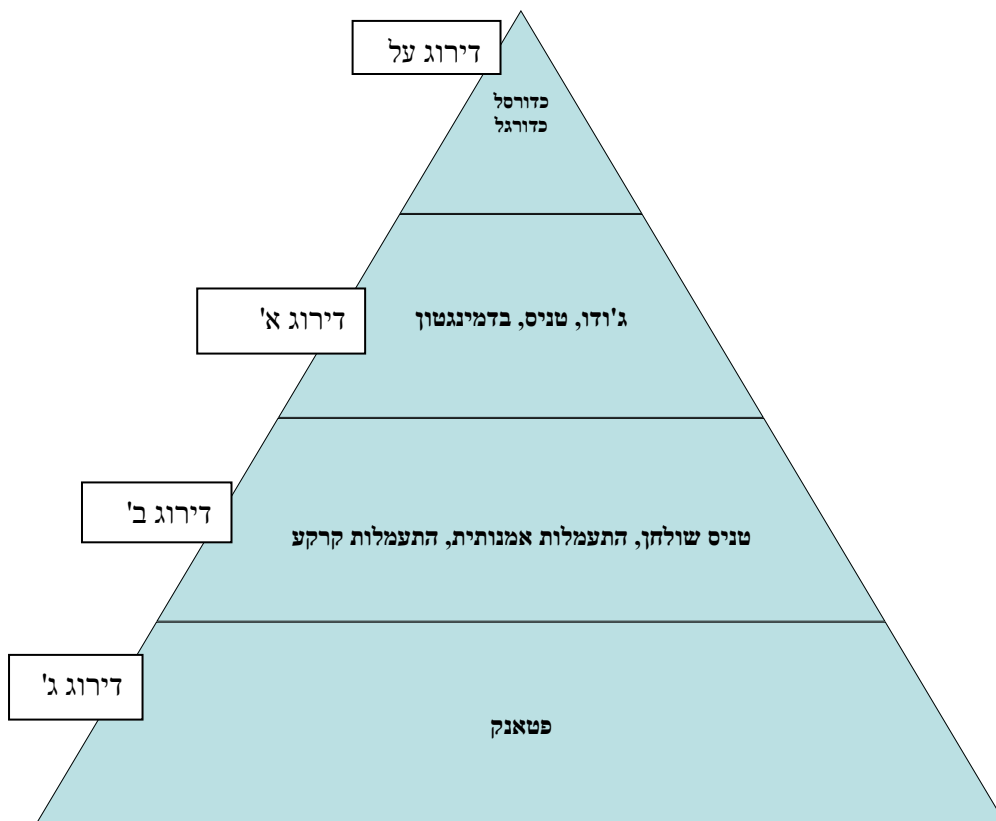 דירוג על
כדורסל
כדורגל
דירוג א'
ג'ודו, טניס, בדמינגטון
דירוג ב'
טניס שולחן, התעמלות אמנותית, התעמלות קרקע
דירוג ג'
פטאנק